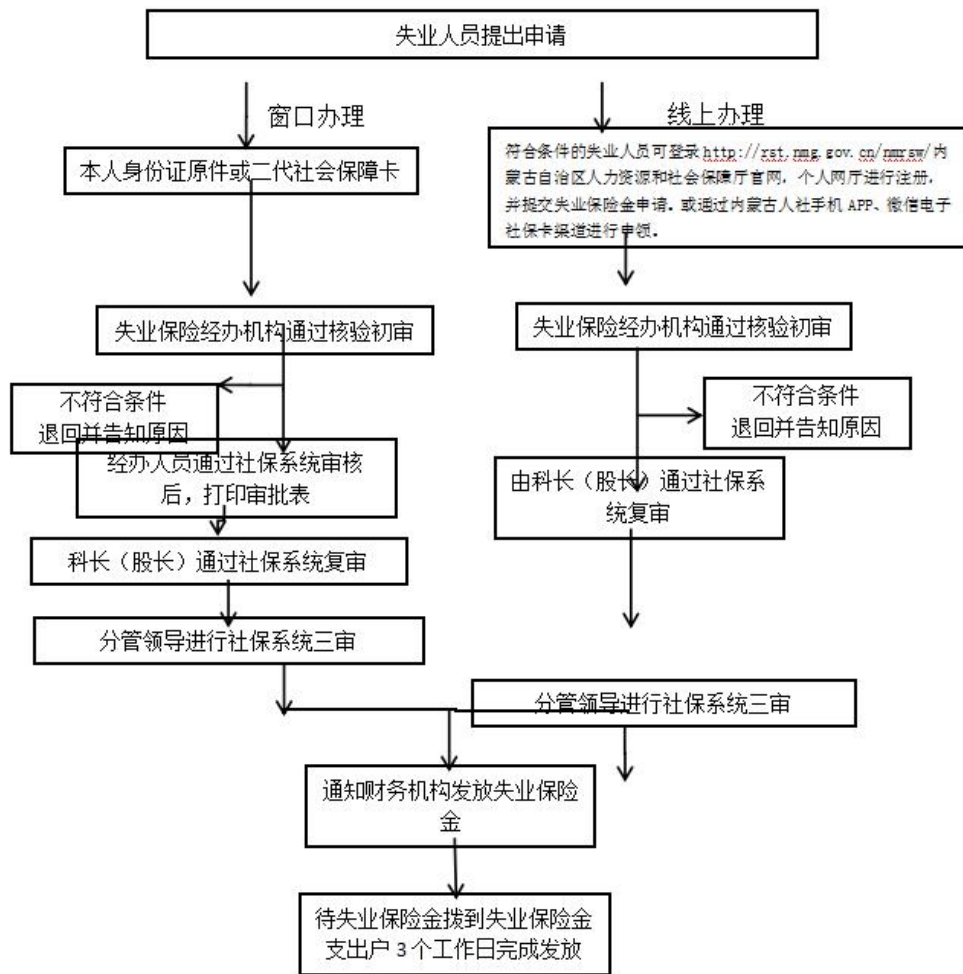 失业人员提出申请
窗口办理
线上办理
本人身份证原件或二代社会保障卡
符合条件的失业人员可登录http://rst.nmg.gov.cn/nmrsw/内
蒙古自治区人力资源和社会保障厅官网，个人网厅进行注册，
并提交失业保险金申请。或通过内蒙古人社手机APP、微信电子
社保卡渠道进行申领。
失业保险经办机构通过核验初审
失业保险经办机构通过核验初审
不符合条件
退回并告知原因
不符合条件
退回并告知原因
经办人员通过社保系统审核
后，打印审批表
由科长（股长）通过社保系
统复审
科长（股长）通过社保系统复审
分管领导进行社保系统三审
分管领导进行社保系统三审
通知财务机构发放失业保险
金
待失业保险金拨到失业保险金
支出户3个工作日完成发放